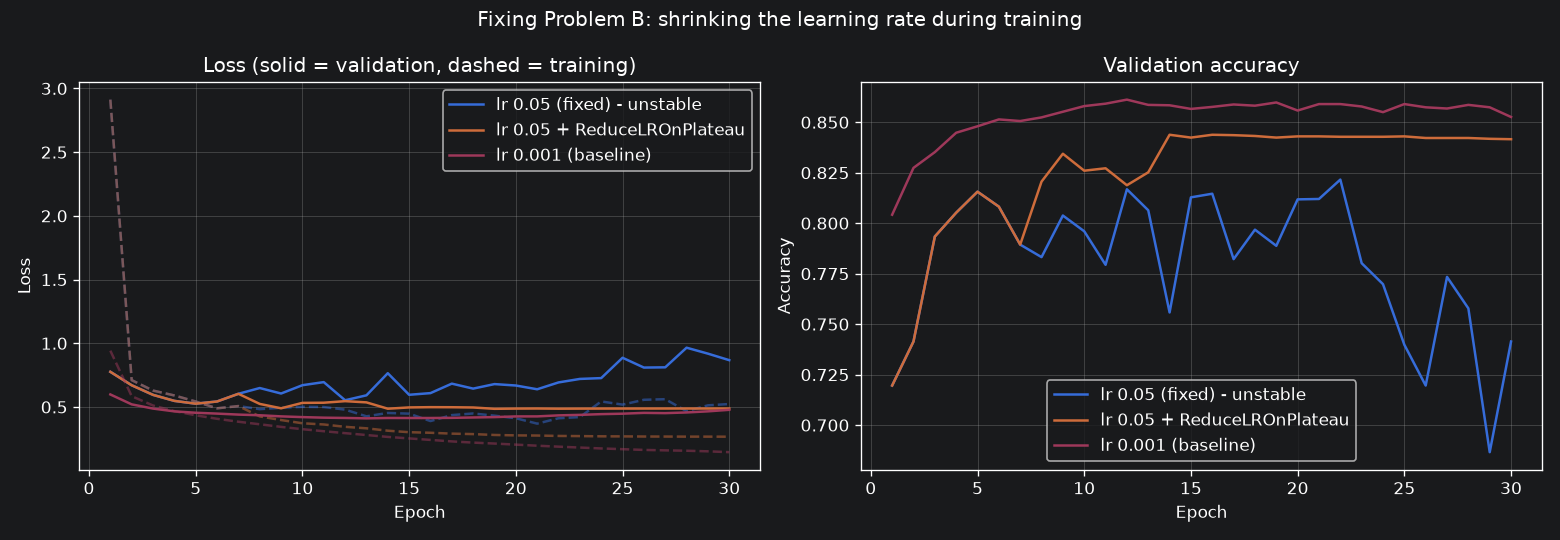 Fixing Problem B: shrinking the learning rate during training
Loss (solid = validation, dashed = training)
Loss
3.0
2.5
2.0
1.5
1.0
0.5
0
5
10
15
20
25
30
Epoch
lr 0.05 (fixed) - unstable
lr 0.05 + ReduceLROnPlateau
lr 0.001 (baseline)
Validation accuracy
Accuracy
0.850
0.825
0.800
0.775
0.750
0.725
0.700
0
5
10
15
20
25
30
Epoch
lr 0.05 (fixed) - unstable
lr 0.05 + ReduceLROnPlateau
lr 0.001 (baseline)